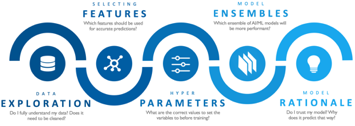 SELECTING
FEATURES
Which features should be used
for accurate predictions?
MODEL
ENSEMBLES
Which ensemble of AI/ML models will
be more performant?
DATA
EXPLORATION
Do I fully understand my data? Does it
need to be cleaned?
HYPER
PARAMETERS
What are the correct values to set the
variables to before training?
MODEL
RATIONALE
Do I trust my model? Why
does it predict that way?